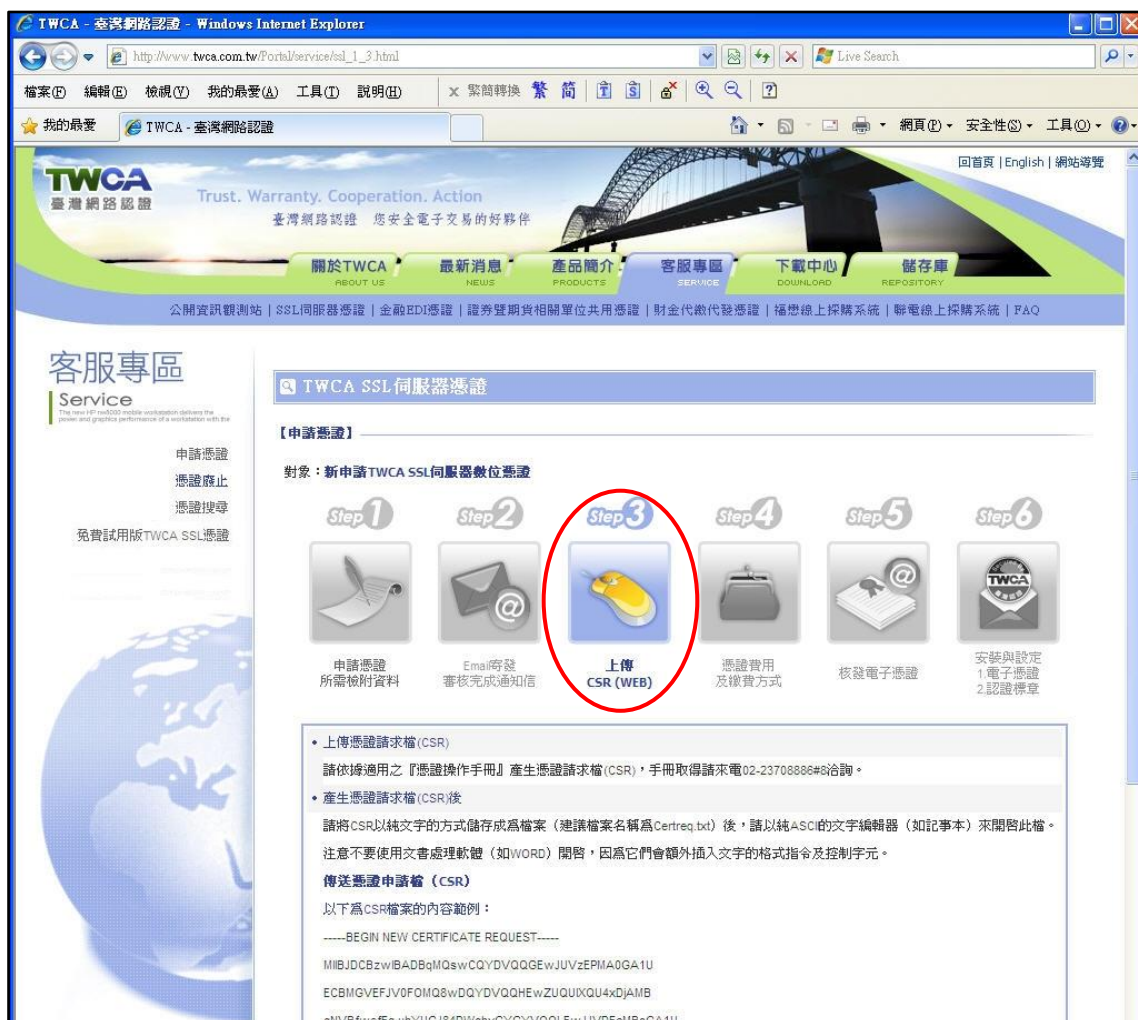 TWCA - 臺灣網路認證 - Windows Internet Explorer
http://www.twca.com.tw/Portal/service/ssl_1_3.html
Live Search
檔案(F) 編輯(E) 檢視(V) 我的最愛(A) 工具(T) 說明(H)
x 繁簡轉換 繁 简 T S
我的最愛
TWCA - 臺灣網路認證
網頁(P) 安全性(S) 工具(O)
回首頁 | English | 網站導覽
TWCA
臺灣網路認證
Trust. Warranty. Cooperation. Action
臺灣網路認證 您安全電子交易的好夥伴
關於TWCA 最新消息 產品簡介 客服專區 下載中心 儲存庫
ABOUT US NEWS PRODUCTS SERVICE DOWNLOAD REPOSITORY
公開資訊觀測站 | SSL伺服器憑證 | 金融EDI憑證 | 證券暨期貨相關單位共用憑證 | 財金代繳代發憑證 | 福懋線上採購系統 | 聯電線上採購系統 | FAQ
客服專區
Service
The new HP nw8000 mobile workstation delivers the
power and graphics performance of a workstation with the
申請憑證
憑證廢止
憑證搜尋
免費試用版TWCA SSL憑證
TWCA SSL伺服器憑證
【申請憑證】
對象：新申請TWCA SSL伺服器數位憑證
Step1 Step2 Step3 Step4 Step5 Step6
@
@
TWCA
申請憑證
所需檢附資料
Email寄發
審核完成通知信
上傳
CSR (WEB)
憑證費用
及繳費方式
核發電子憑證
安裝與設定
1.電子憑證
2.認證標章
• 上傳憑證請求檔(CSR)
請依據適用之『憑證操作手冊』產生憑證請求檔(CSR)，手冊取得請來電02-23708886#8洽詢。
• 產生憑證請求檔(CSR)後
請將CSR以純文字的方式儲存成為檔案（建議檔案名稱為Certreq.txt）後，請以純ASCII的文字編輯器（如記事本）來開啟此檔。
注意不要使用文書處理軟體（如WORD）開啟，因為它們會額外插入文字的格式指令及控制字元。
傳送憑證申請檔（CSR）
以下為CSR檔案的內容範例：
-----BEGIN NEW CERTIFICATE REQUEST-----
MIIBJDCBzwIBADBqMQswCQYDVQQGEwJUVzEPMA0GA1U
ECBMGVEFJV0FOMQ8wDQYDVQQHEwZUQUlXQU4xDjAMB